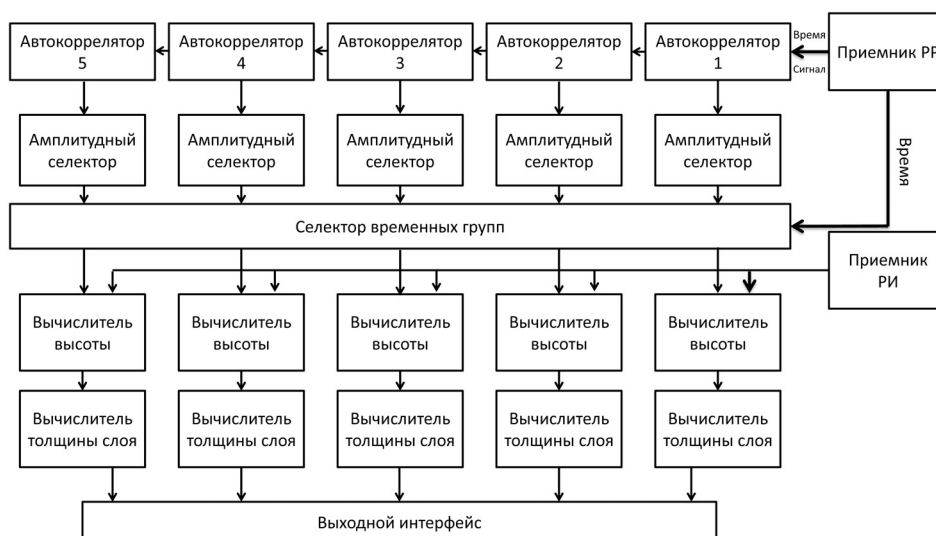 Автокоррелятор
5
Автокоррелятор
4
Автокоррелятор
3
Автокоррелятор
2
Автокоррелятор
1
Время
Сигнал
Приемник РР
Амплитудный
селектор
Амплитудный
селектор
Амплитудный
селектор
Амплитудный
селектор
Амплитудный
селектор
Время
Селектор временных групп
Приемник
РИ
Вычислитель
высоты
Вычислитель
высоты
Вычислитель
высоты
Вычислитель
высоты
Вычислитель
высоты
Вычислитель
толщины слоя
Вычислитель
толщины слоя
Вычислитель
толщины слоя
Вычислитель
толщины слоя
Вычислитель
толщины слоя
Выходной интерфейс